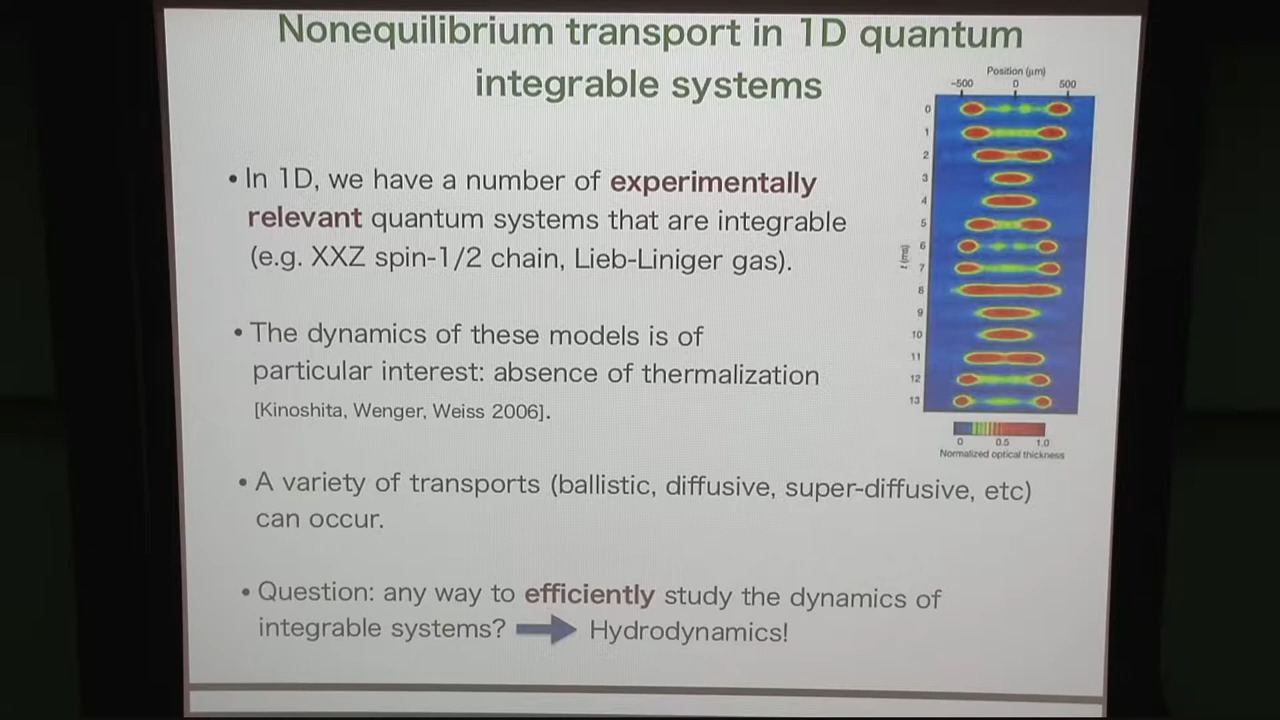 Nonequilibrium transport in 1D quantum
integrable systems
• In 1D, we have a number of experimentally
relevant quantum systems that are integrable
(e.g. XXZ spin-1/2 chain, Lieb-Liniger gas).
• The dynamics of these models is of
particular interest: absence of thermalization
[Kinoshita, Wenger, Weiss 2006].
• A variety of transports (ballistic, diffusive, super-diffusive, etc)
can occur.
• Question: any way to efficiently study the dynamics of
integrable systems? Hydrodynamics!
Position (μm)
-500 0 500
0
1
2
3
4
5
6
7
8
9
10
11
12
13
t (ms)
0 0.5 1.0
Normalized optical thickness